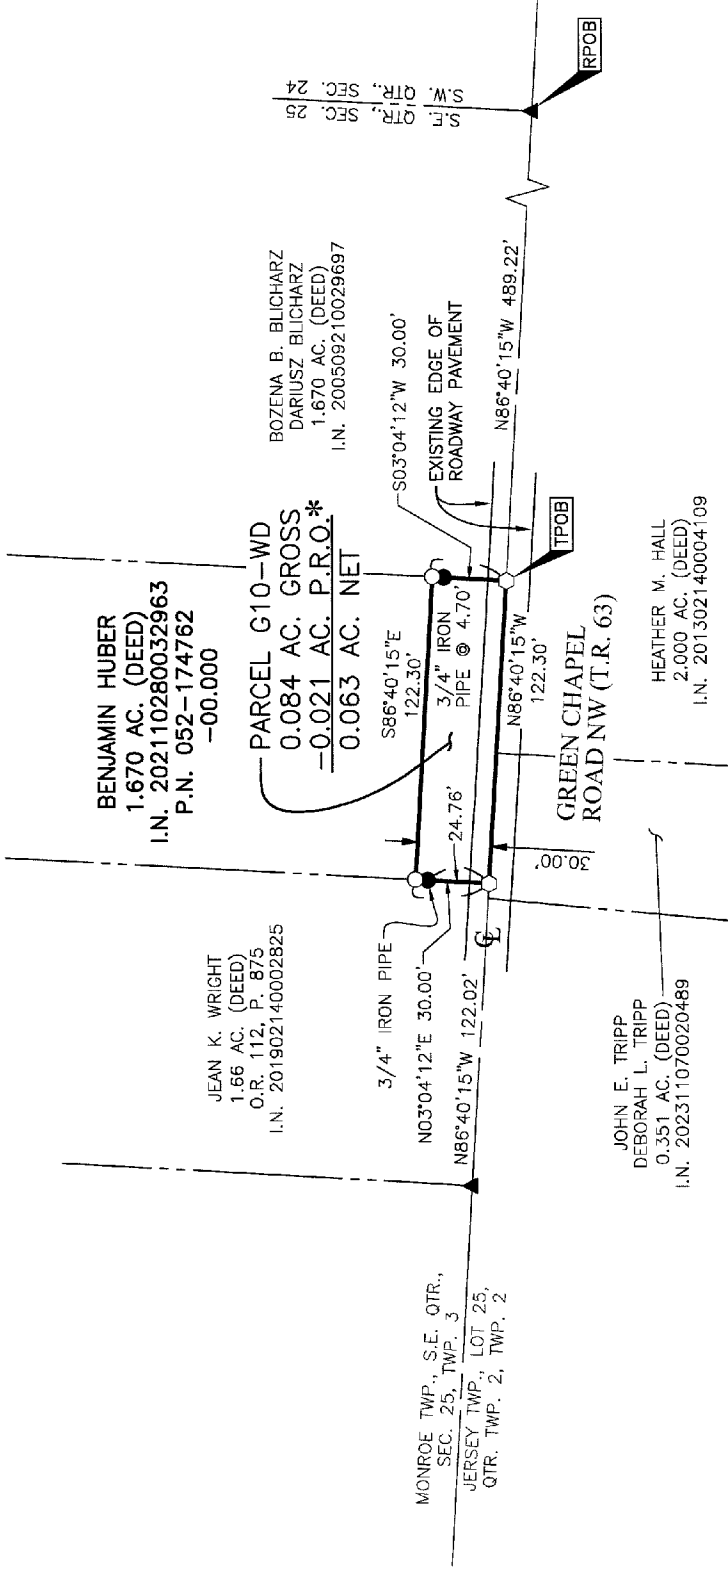 BENJAMIN HUBER
1.670 AC. (DEED)
I.N. 202110280032963
P.N. 052-174762
-00.000
PARCEL G10-WD
0.084 AC. GROSS
-0.021 AC. P.R.O.*
0.063 AC. NET
JEAN K. WRIGHT
1.66 AC. (DEED)
O.R. 112, P. 875
I.N. 201902140002825
BOZENA B. BLICHARZ
DARIUSZ BLICHARZ
1.670 AC. (DEED)
I.N. 200509210029697
S.W. QTR., SEC. 24
S.E. QTR., SEC. 25
3/4" IRON PIPE
N03°04'12"E 30.00'
N86°40'15"W 122.02'
24.76'
S86°40'15"E
122.30'
3/4" IRON
PIPE @ 4.70'
S03°04'12"W 30.00'
EXISTING EDGE OF
ROADWAY PAVEMENT
N86°40'15"W 489.22'
RPOB
TPOB
N86°40'15"W
122.30'
30.00'
℄
GREEN CHAPEL
ROAD NW (T.R. 63)
MONROE TWP., S.E. QTR.,
SEC. 25, TWP. 3
JERSEY TWP., LOT 25,
QTR. TWP. 2, TWP. 2
JOHN E. TRIPP
DEBORAH L. TRIPP
0.351 AC. (DEED)
I.N. 202311070020489
HEATHER M. HALL
2.000 AC. (DEED)
I.N. 201302140004109